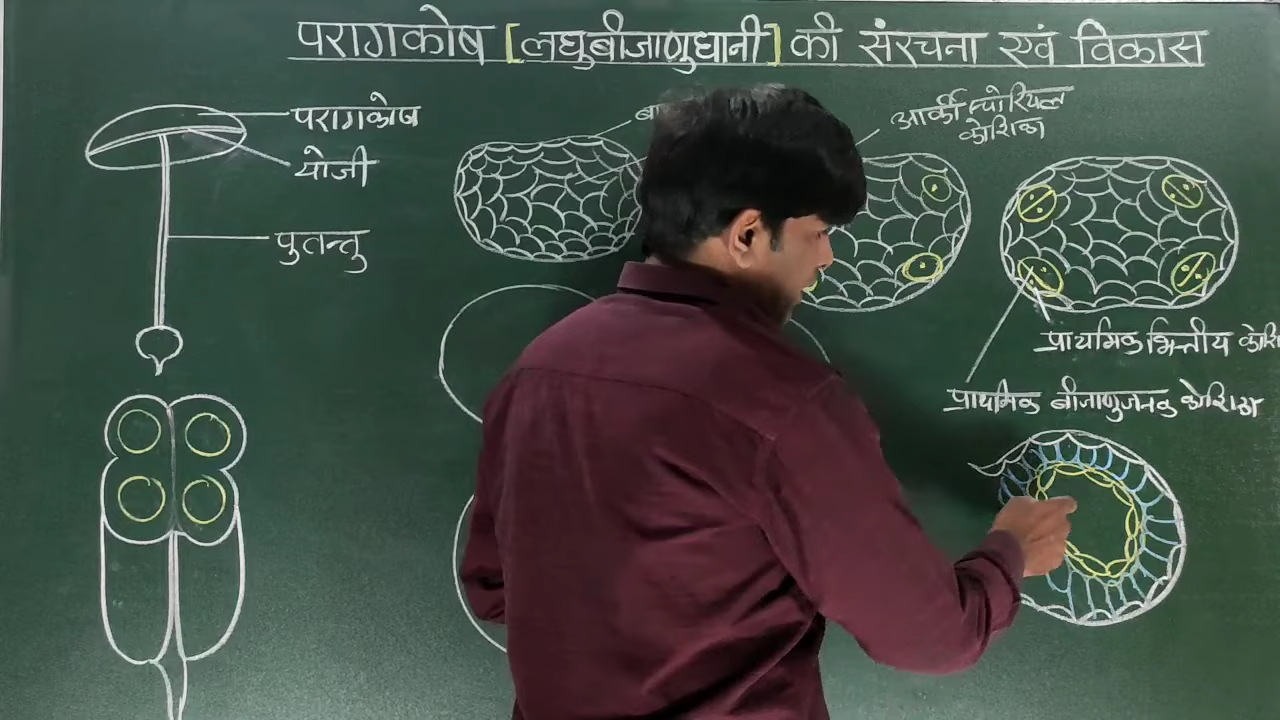 परागकोष [लघुबीजाणुधानी] की संरचना एवं विकास
परागकोष
योजी
पुतन्तु
आर्कीस्पोरियल
कोशिका
प्राथमिक भित्तीय
प्राथमिक बीजाणुजनक कोशिका